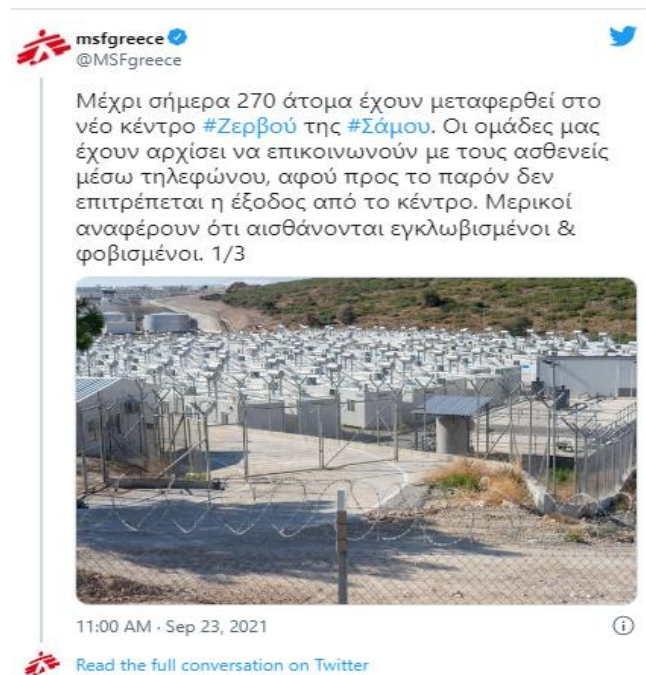 msfgreece
@MSFgreece
Μέχρι σήμερα 270 άτομα έχουν μεταφερθεί στο
νέο κέντρο #Ζερβού της #Σάμου. Οι ομάδες μας
έχουν αρχίσει να επικοινωνούν με τους ασθενείς
μέσω τηλεφώνου, αφού προς το παρόν δεν
επιτρέπεται η έξοδος από το κέντρο. Μερικοί
αναφέρουν ότι αισθάνονται εγκλωβισμένοι &
φοβισμένοι. 1/3
11:00 AM · Sep 23, 2021
Read the full conversation on Twitter